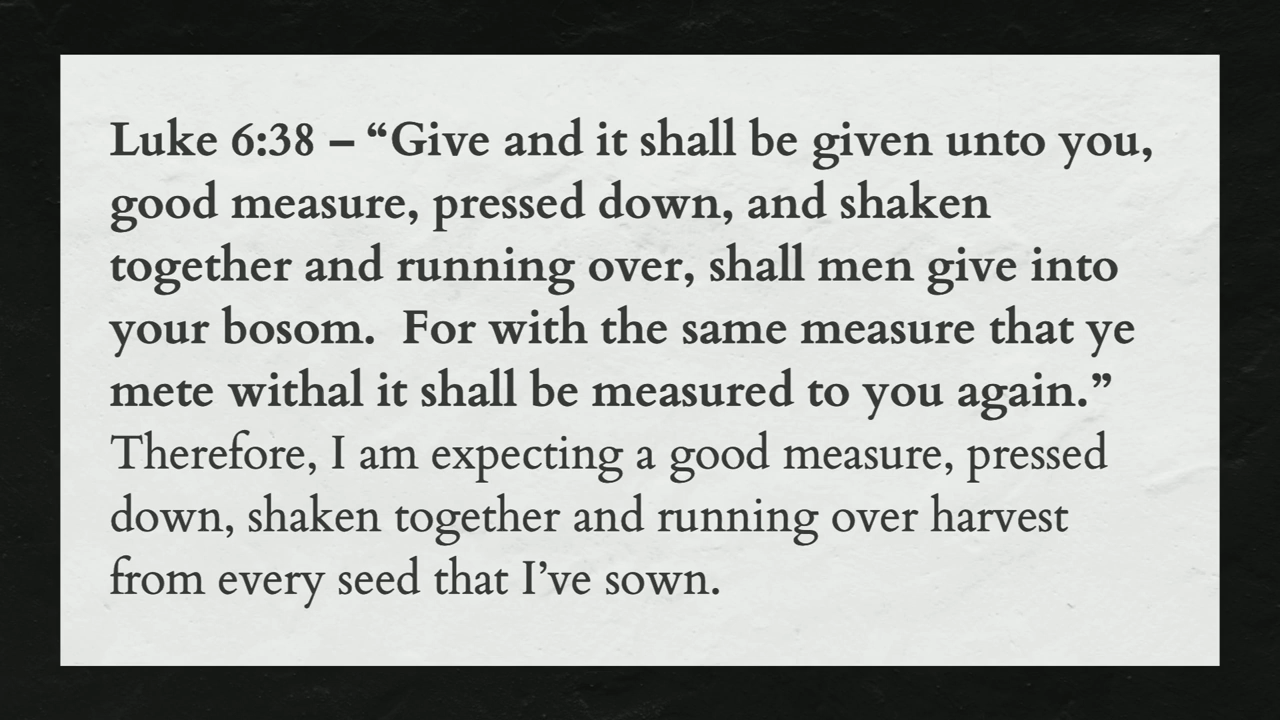 Luke 6:38 – “Give and it shall be given unto you,
good measure, pressed down, and shaken
together and running over, shall men give into
your bosom.  For with the same measure that ye
mete withal it shall be measured to you again.”
Therefore, I am expecting a good measure, pressed
down, shaken together and running over harvest
from every seed that I’ve sown.